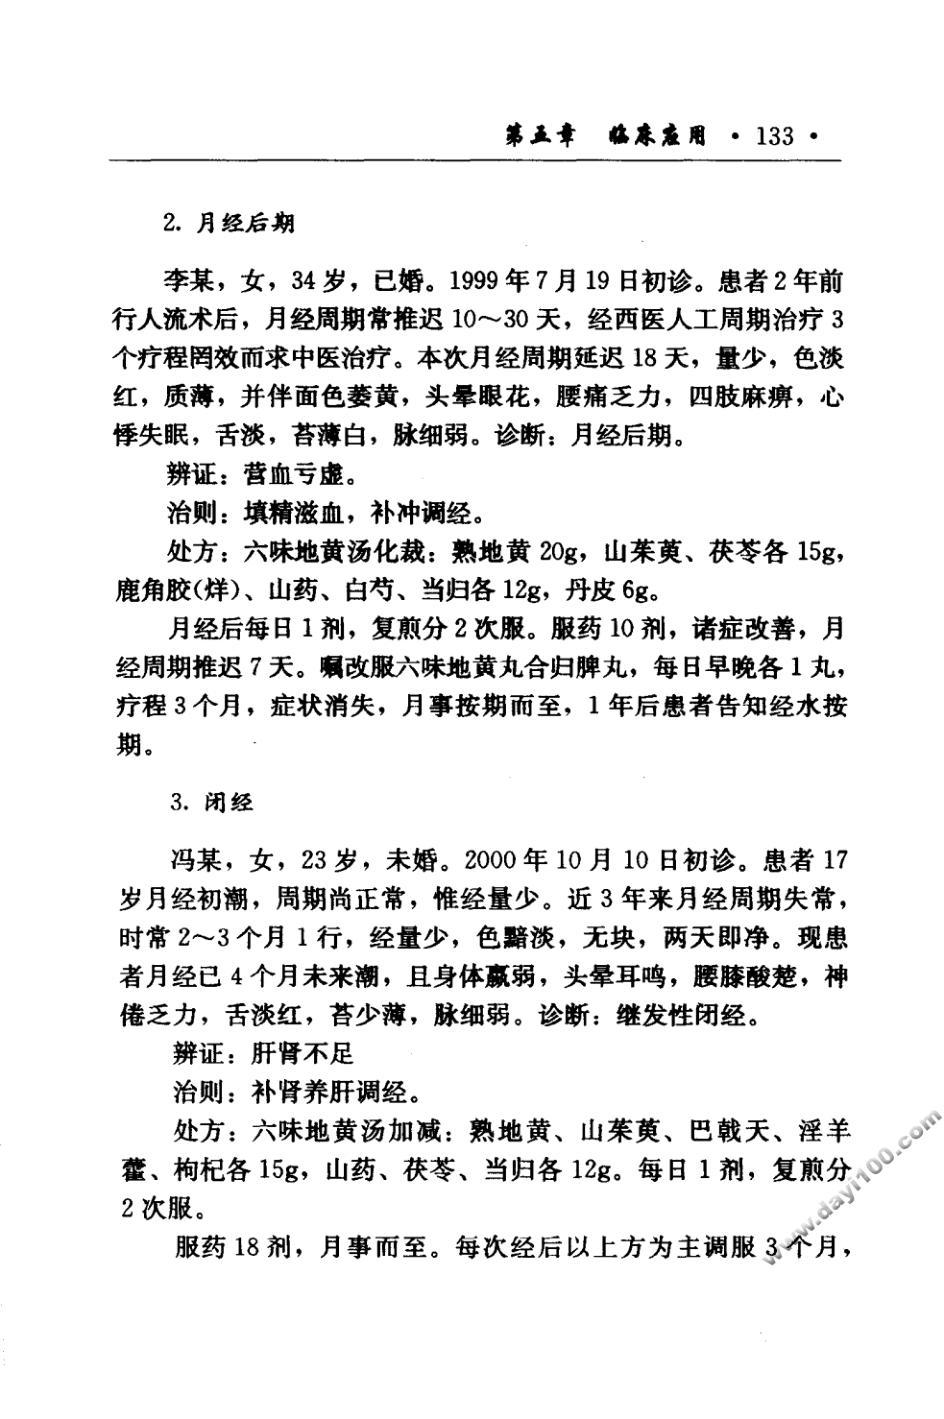 第五章 临床应用 · 133 ·
2. 月经后期
李某，女，34岁，已婚。1999年7月19日初诊。患者2年前
行人流术后，月经周期常推迟10～30天，经西医人工周期治疗3
个疗程罔效而求中医治疗。本次月经周期延迟18天，量少，色淡
红，质薄，并伴面色萎黄，头晕眼花，腰痛乏力，四肢麻痹，心
悸失眠，舌淡，苔薄白，脉细弱。诊断：月经后期。
辨证：营血亏虚。
治则：填精滋血，补冲调经。
处方：六味地黄汤化裁：熟地黄20g，山茱萸、茯苓各15g，
鹿角胶(烊)、山药、白芍、当归各12g，丹皮6g。
月经后每日1剂，复煎分2次服。服药10剂，诸症改善，月
经周期推迟7天。嘱改服六味地黄丸合归脾丸，每日早晚各1丸，
疗程3个月，症状消失，月事按期而至，1年后患者告知经水按
期。
3. 闭经
冯某，女，23岁，未婚。2000年10月10日初诊。患者17
岁月经初潮，周期尚正常，惟经量少。近3年来月经周期失常，
时常2～3个月1行，经量少，色黯淡，无块，两天即净。现患
者月经已4个月未来潮，且身体羸弱，头晕耳鸣，腰膝酸楚，神
倦乏力，舌淡红，苔少薄，脉细弱。诊断：继发性闭经。
辨证：肝肾不足
治则：补肾养肝调经。
处方：六味地黄汤加减：熟地黄、山茱萸、巴戟天、淫羊
藿、枸杞各15g，山药、茯苓、当归各12g。每日1剂，复煎分
2次服。
服药18剂，月事而至。每次经后以上方为主调服3个月，
www.dayi100.com